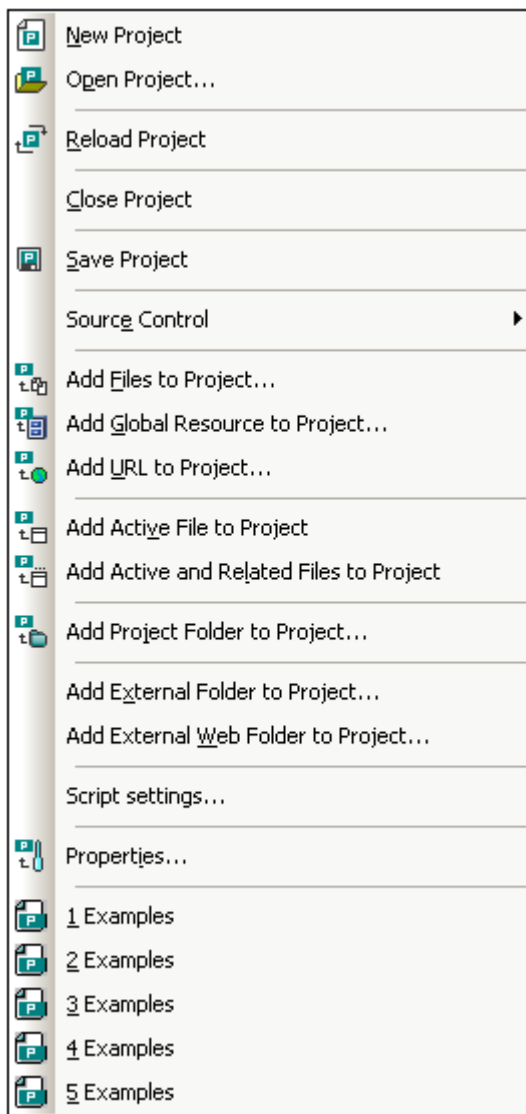 New Project
Open Project...
Reload Project
Close Project
Save Project
Source Control
Add Files to Project...
Add Global Resource to Project...
Add URL to Project...
Add Active File to Project
Add Active and Related Files to Project
Add Project Folder to Project...
Add External Folder to Project...
Add External Web Folder to Project...
Script settings...
Properties...
1 Examples
2 Examples
3 Examples
4 Examples
5 Examples